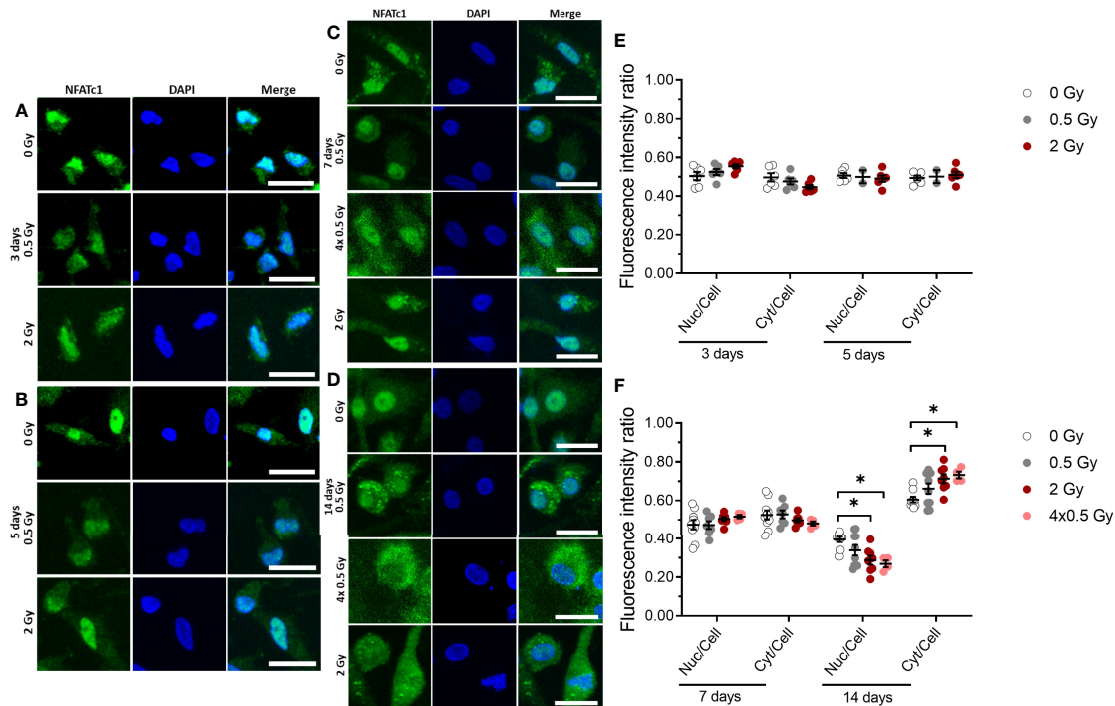 A
NFATc1 DAPI Merge
0 Gy
3 days
0.5 Gy
2 Gy
B
0 Gy
5 days
0.5 Gy
2 Gy
C
NFATc1 DAPI Merge
0 Gy
7 days
0.5 Gy
4x 0.5 Gy
2 Gy
D
0 Gy
14 days
0.5 Gy
4x 0.5 Gy
2 Gy
E
Fluorescence intensity ratio
1.00
0.80
0.60
0.40
0.20
0.00
Nuc/Cell Cyt/Cell Nuc/Cell Cyt/Cell
3 days 5 days
0 Gy
0.5 Gy
2 Gy
F
Fluorescence intensity ratio
1.00
0.80
0.60
0.40
0.20
0.00
* * * *
Nuc/Cell Cyt/Cell Nuc/Cell Cyt/Cell
7 days 14 days
0 Gy
0.5 Gy
2 Gy
4x0.5 Gy